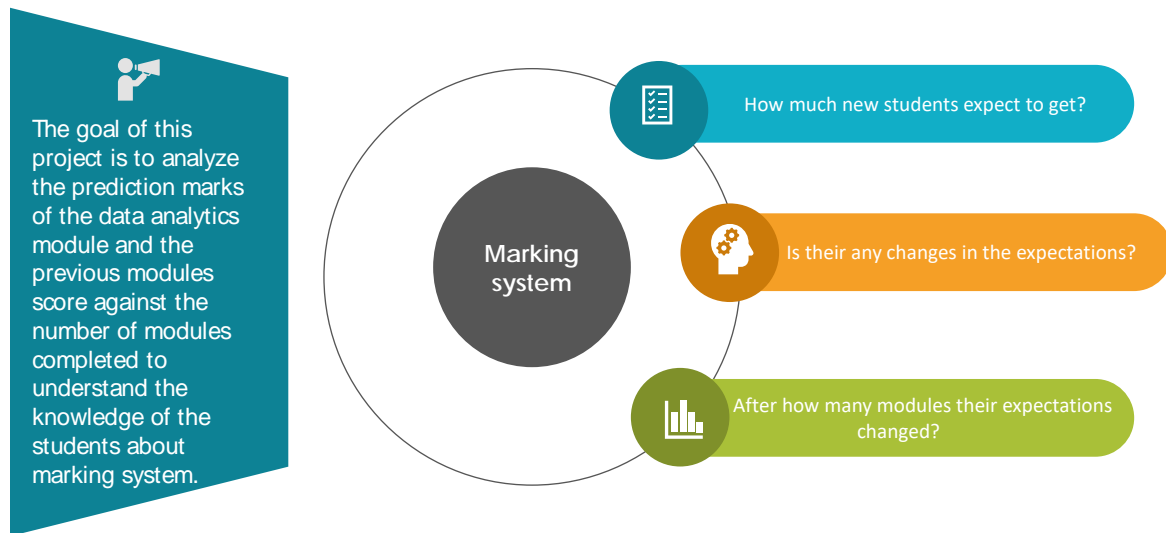 The goal of this
project is to analyze
the prediction marks
of the data analytics
module and the
previous modules
score against the
number of modules
completed to
understand the
knowledge of the
students about
marking system.
Marking
system
How much new students expect to get?
Is their any changes in the expectations?
After how many modules their expectations
changed?